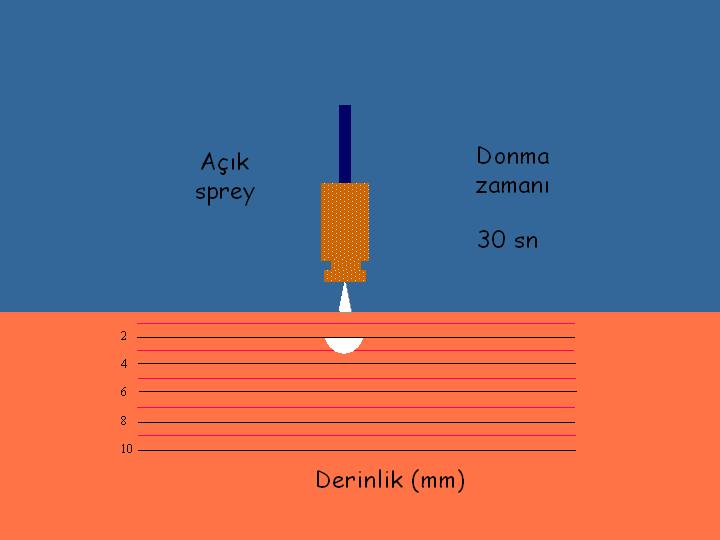 Açık
sprey
Donma
zamanı
30 sn
2
4
6
8
10
Derinlik (mm)